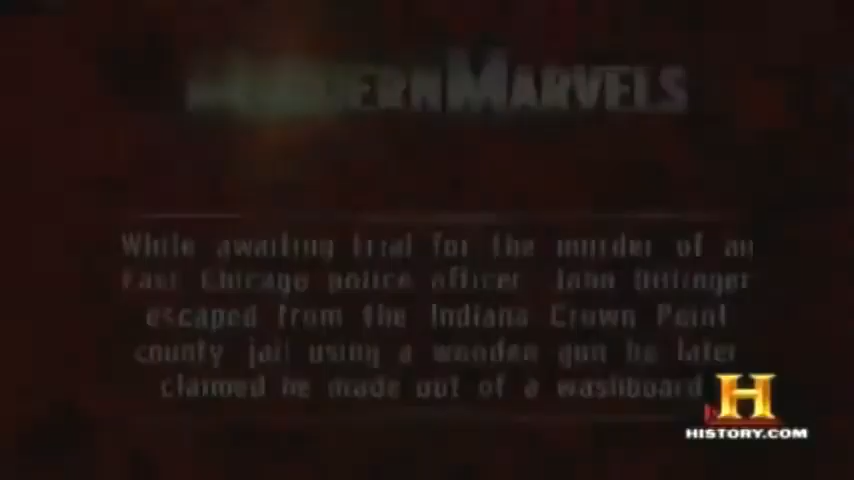 MODERN MARVELS
While awaiting trial for the murder of an
East Chicago police officer John Dillinger
escaped from the Indiana Crown Point
county jail using a wooden gun he later
claimed he made out of a washboard
H
HISTORY.COM